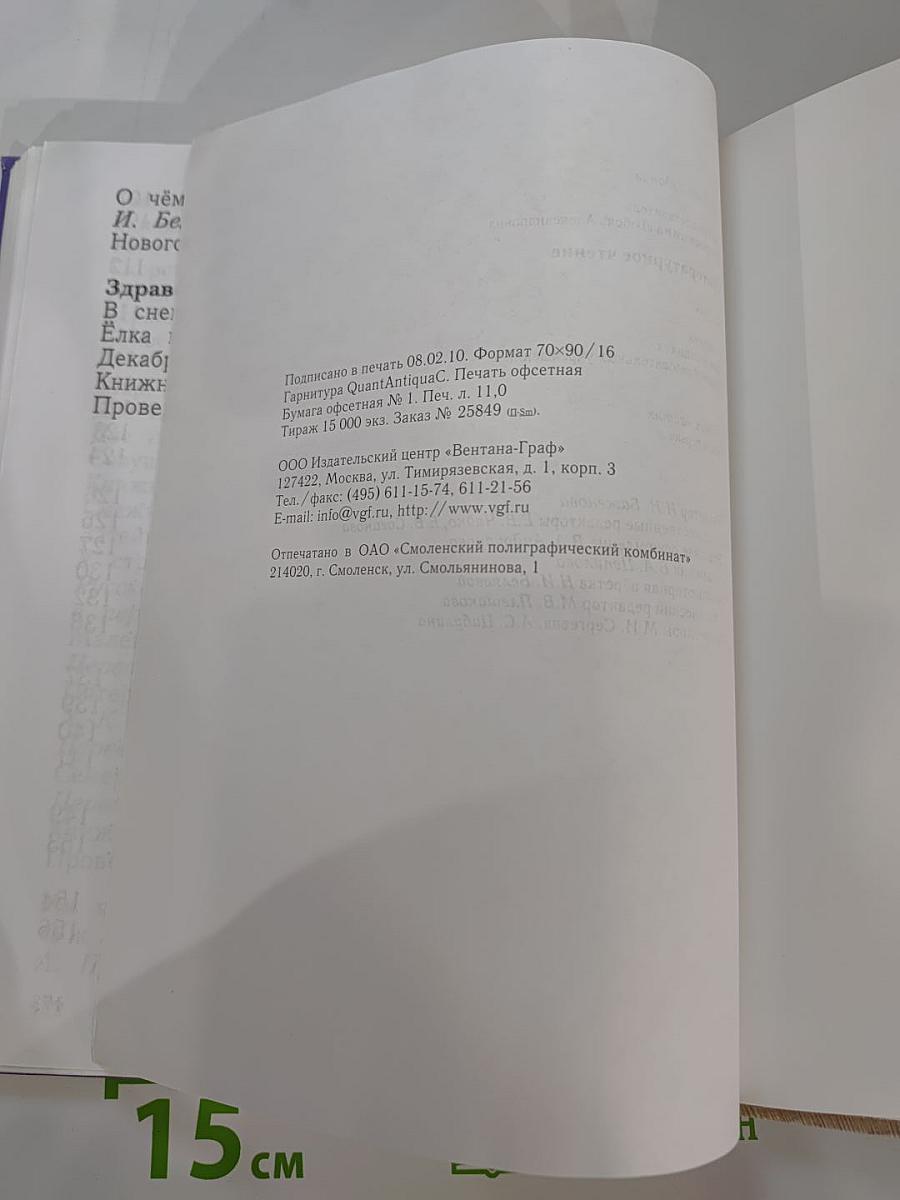 О чём
И. Бе
Новог
Здрав
В сне
Ёлка
Декабр
Книжн
Прове
Подписано в печать 08.02.10. Формат 70×90/16
Гарнитура QuantAntiquaC. Печать офсетная
Бумага офсетная № 1. Печ. л. 11,0
Тираж 15 000 экз. Заказ № 25849 (П-Sm).
ООО Издательский центр «Вентана-Граф»
127422, Москва, ул. Тимирязевская, д. 1, корп. 3
Тел./факс: (495) 611-15-74, 611-21-56
E-mail: info@vgf.ru, http://www.vgf.ru
Отпечатано в ОАО «Смоленский полиграфический комбинат»
214020, г. Смоленск, ул. Смольянинова, 1
15 см